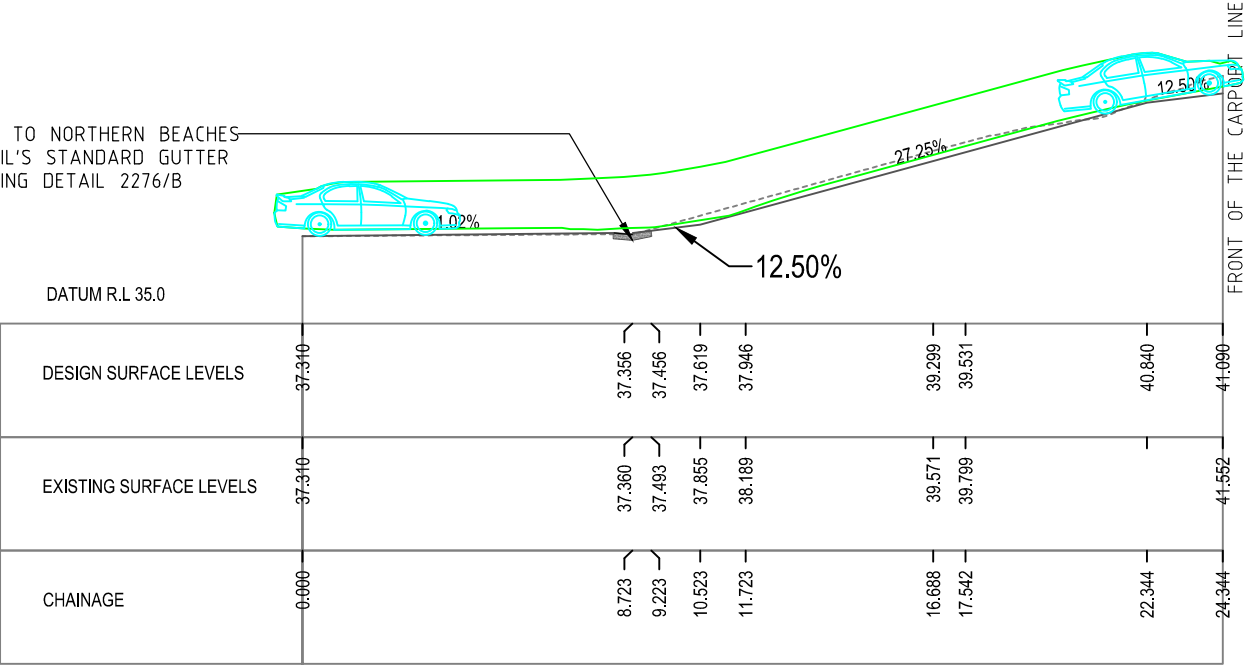 TO NORTHERN BEACHES
IL'S STANDARD GUTTER
ING DETAIL 2276/B
1.02%
12.50%
27.25%
12.50%
FRONT OF THE CARPORT LINE
DATUM R.L 35.0
DESIGN SURFACE LEVELS 37.310 37.356 37.456 37.619 37.946 39.299 39.531 40.840 41.090
EXISTING SURFACE LEVELS 37.310 37.360 37.493 37.855 38.189 39.571 39.799 41.552
CHAINAGE 0.000 8.723 9.223 10.523 11.723 16.688 17.542 22.344 24.344